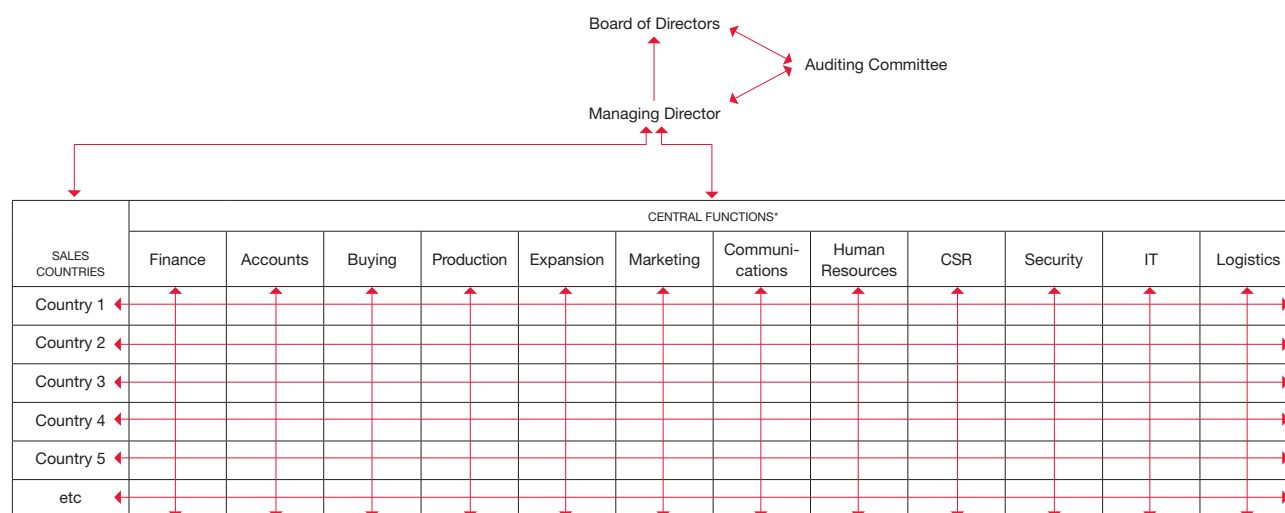 Board of Directors
Auditing Committee
Managing Director
CENTRAL FUNCTIONS*
SALES
COUNTRIES
Finance
Accounts
Buying
Production
Expansion
Marketing
Communi-
cations
Human
Resources
CSR
Security
IT
Logistics
Country 1
Country 2
Country 3
Country 4
Country 5
etc